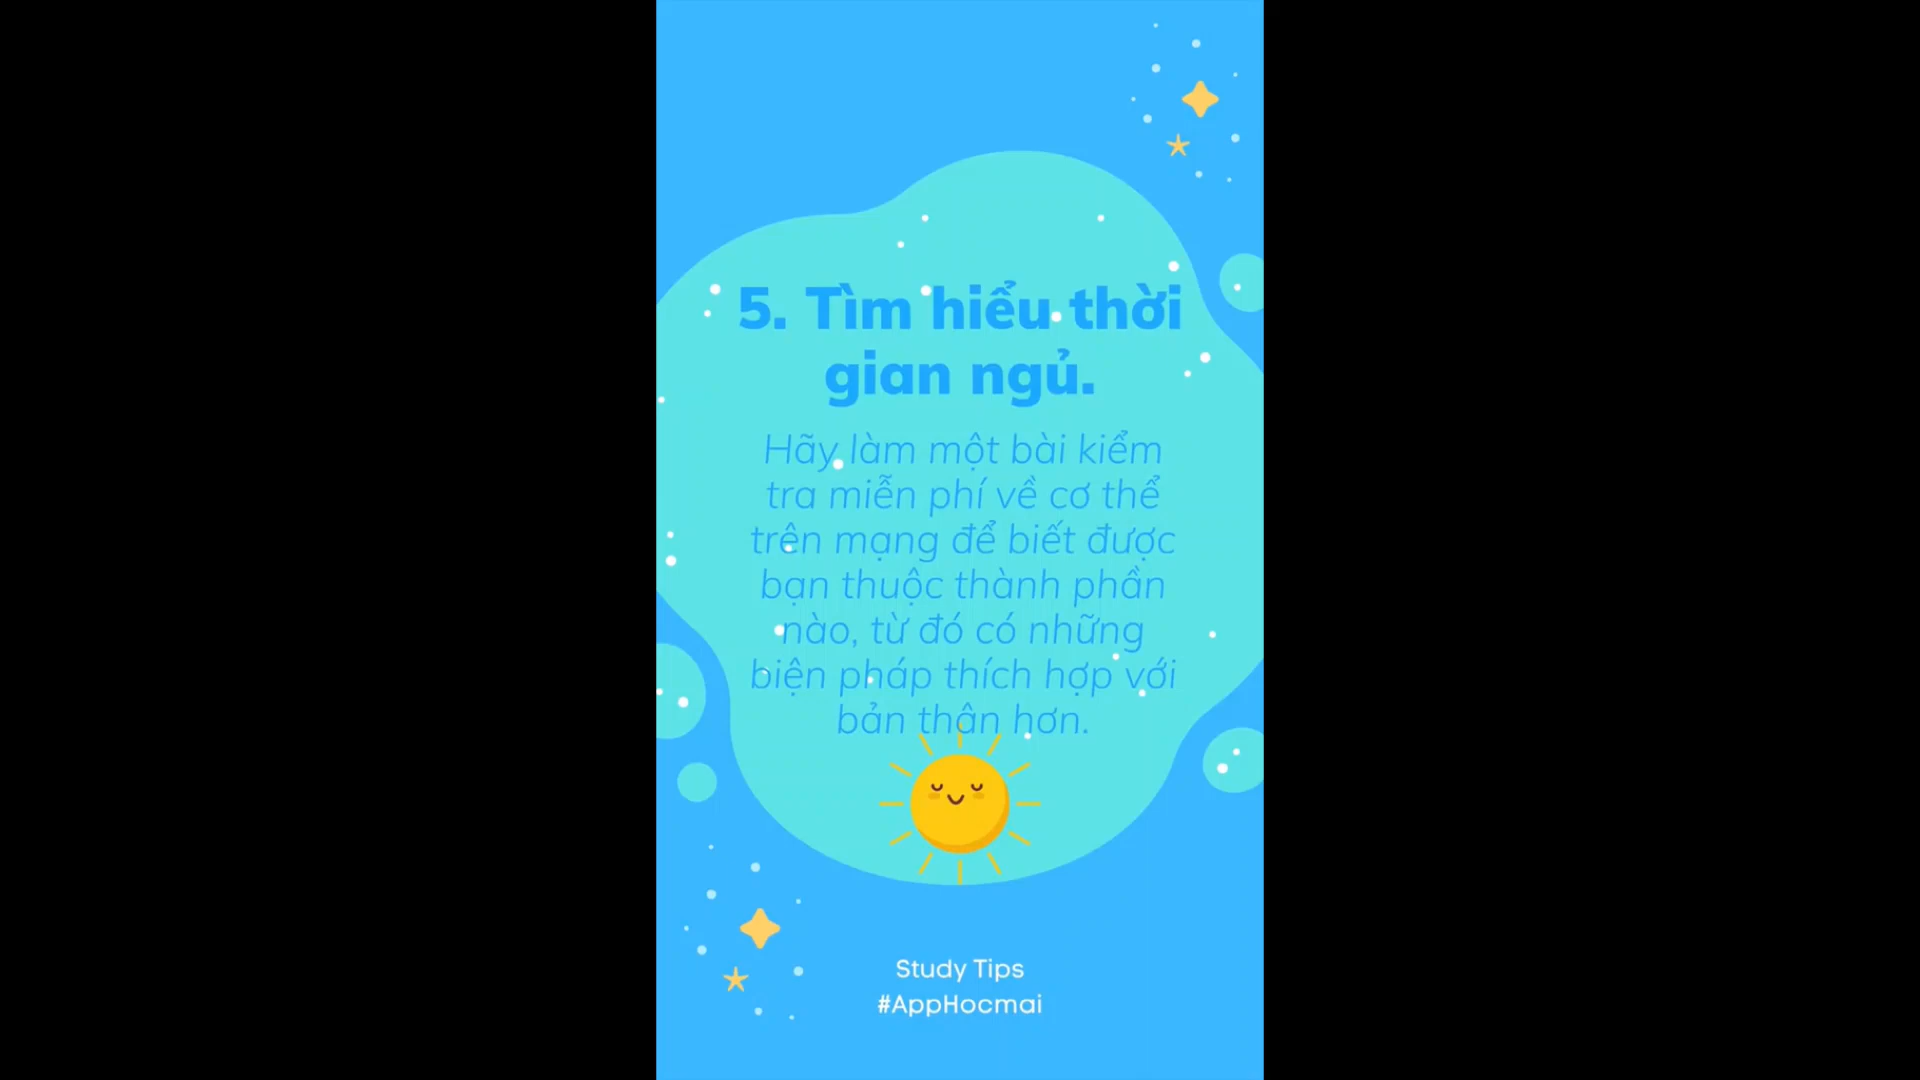 5. Tìm hiểu thời
gian ngủ.
Hãy làm một bài kiểm
tra miễn phí về cơ thể
trên mạng để biết được
bạn thuộc thành phần
nào, từ đó có những
biện pháp thích hợp với
bản thân hơn.
Study Tips
#AppHocmai